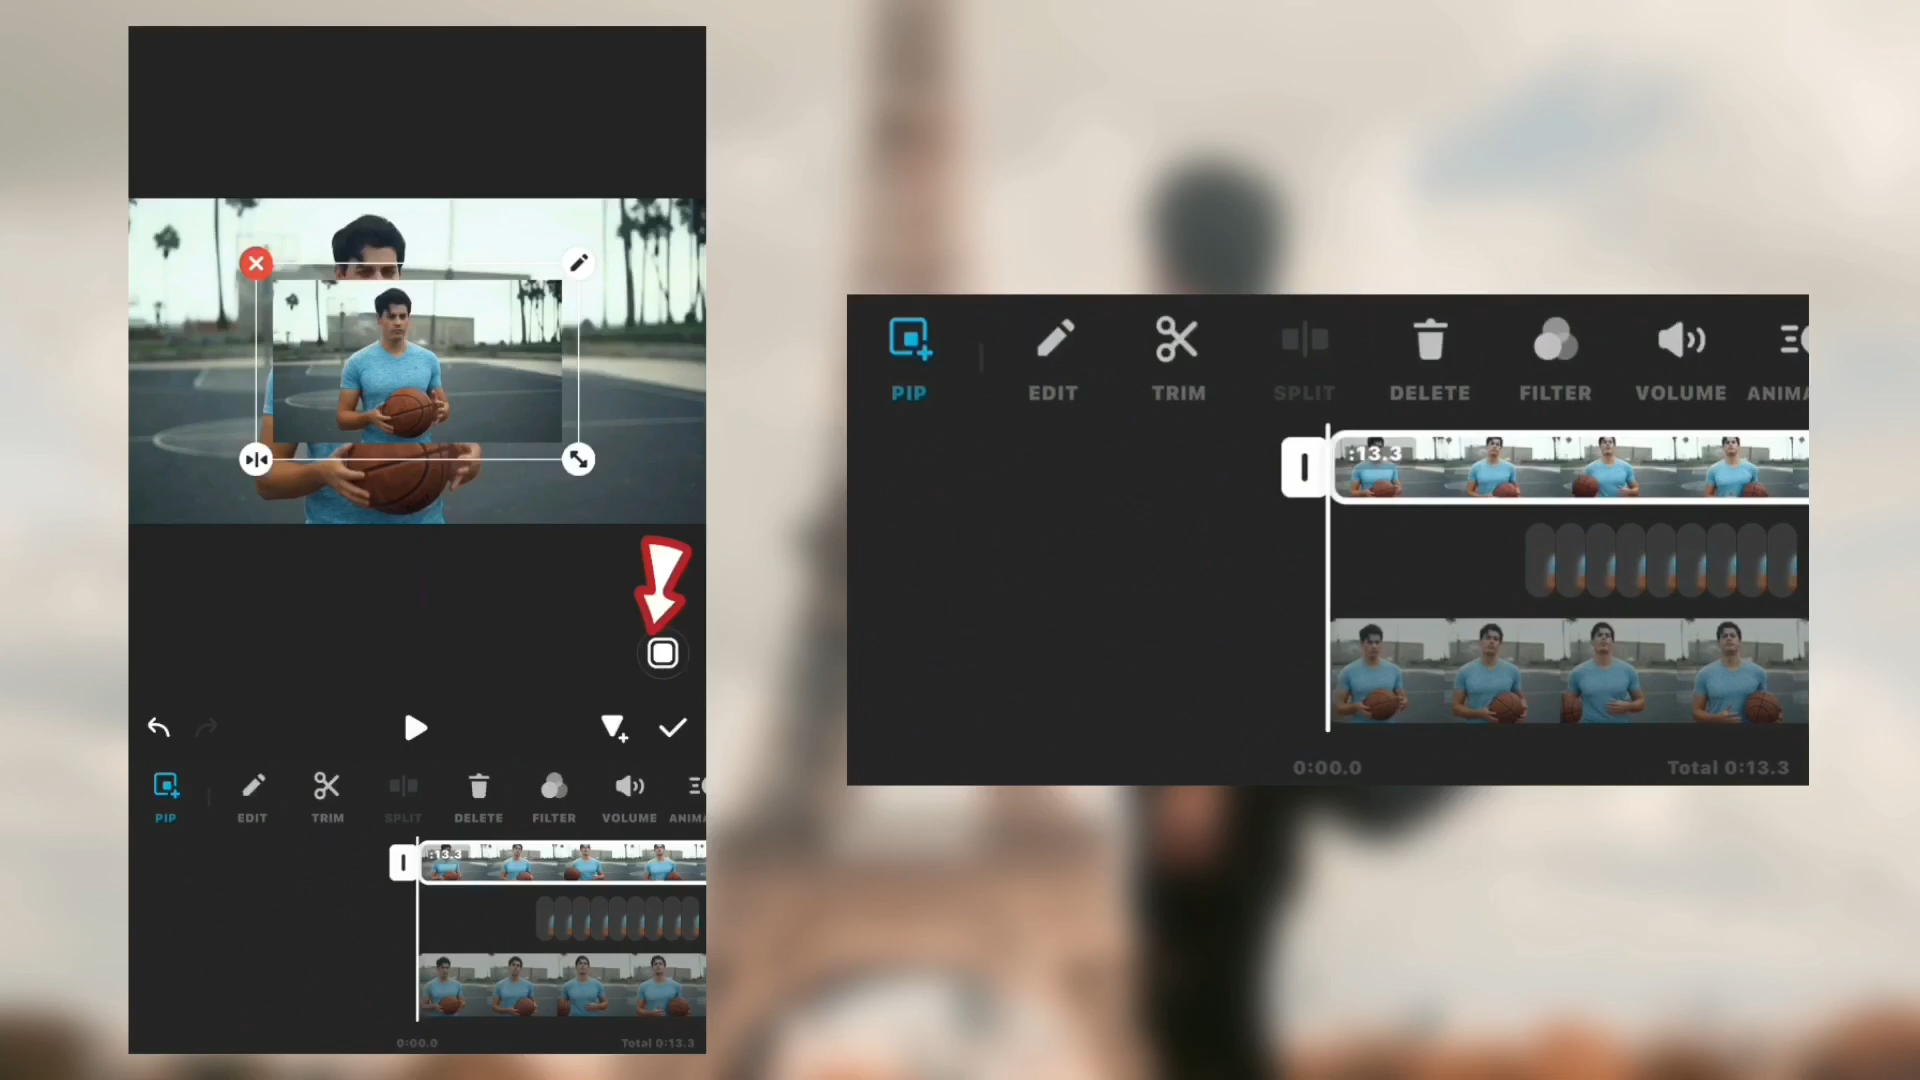 PIP EDIT TRIM SPLIT DELETE FILTER VOLUME ANIMA
:13.3
0:00.0 Total 0:13.3
PIP EDIT TRIM SPLIT DELETE FILTER VOLUME ANIMA
:13.3
0:00.0 Total 0:13.3